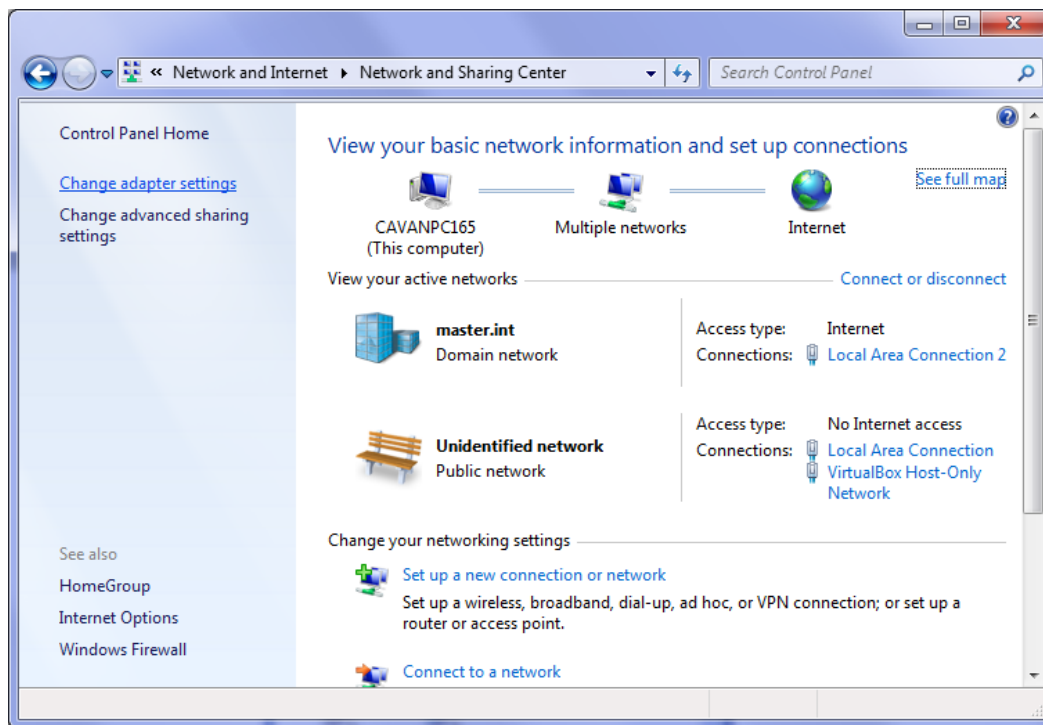 « Network and Internet ▸ Network and Sharing Center
Search Control Panel
Control Panel Home
Change adapter settings
Change advanced sharing
settings
See also
HomeGroup
Internet Options
Windows Firewall
View your basic network information and set up connections
See full map
CAVANPC165
(This computer)
Multiple networks
Internet
View your active networks
Connect or disconnect
master.int
Domain network
Access type: Internet
Connections: Local Area Connection 2
Unidentified network
Public network
Access type: No Internet access
Connections: Local Area Connection
VirtualBox Host-Only
Network
Change your networking settings
Set up a new connection or network
Set up a wireless, broadband, dial-up, ad hoc, or VPN connection; or set up a
router or access point.
Connect to a network